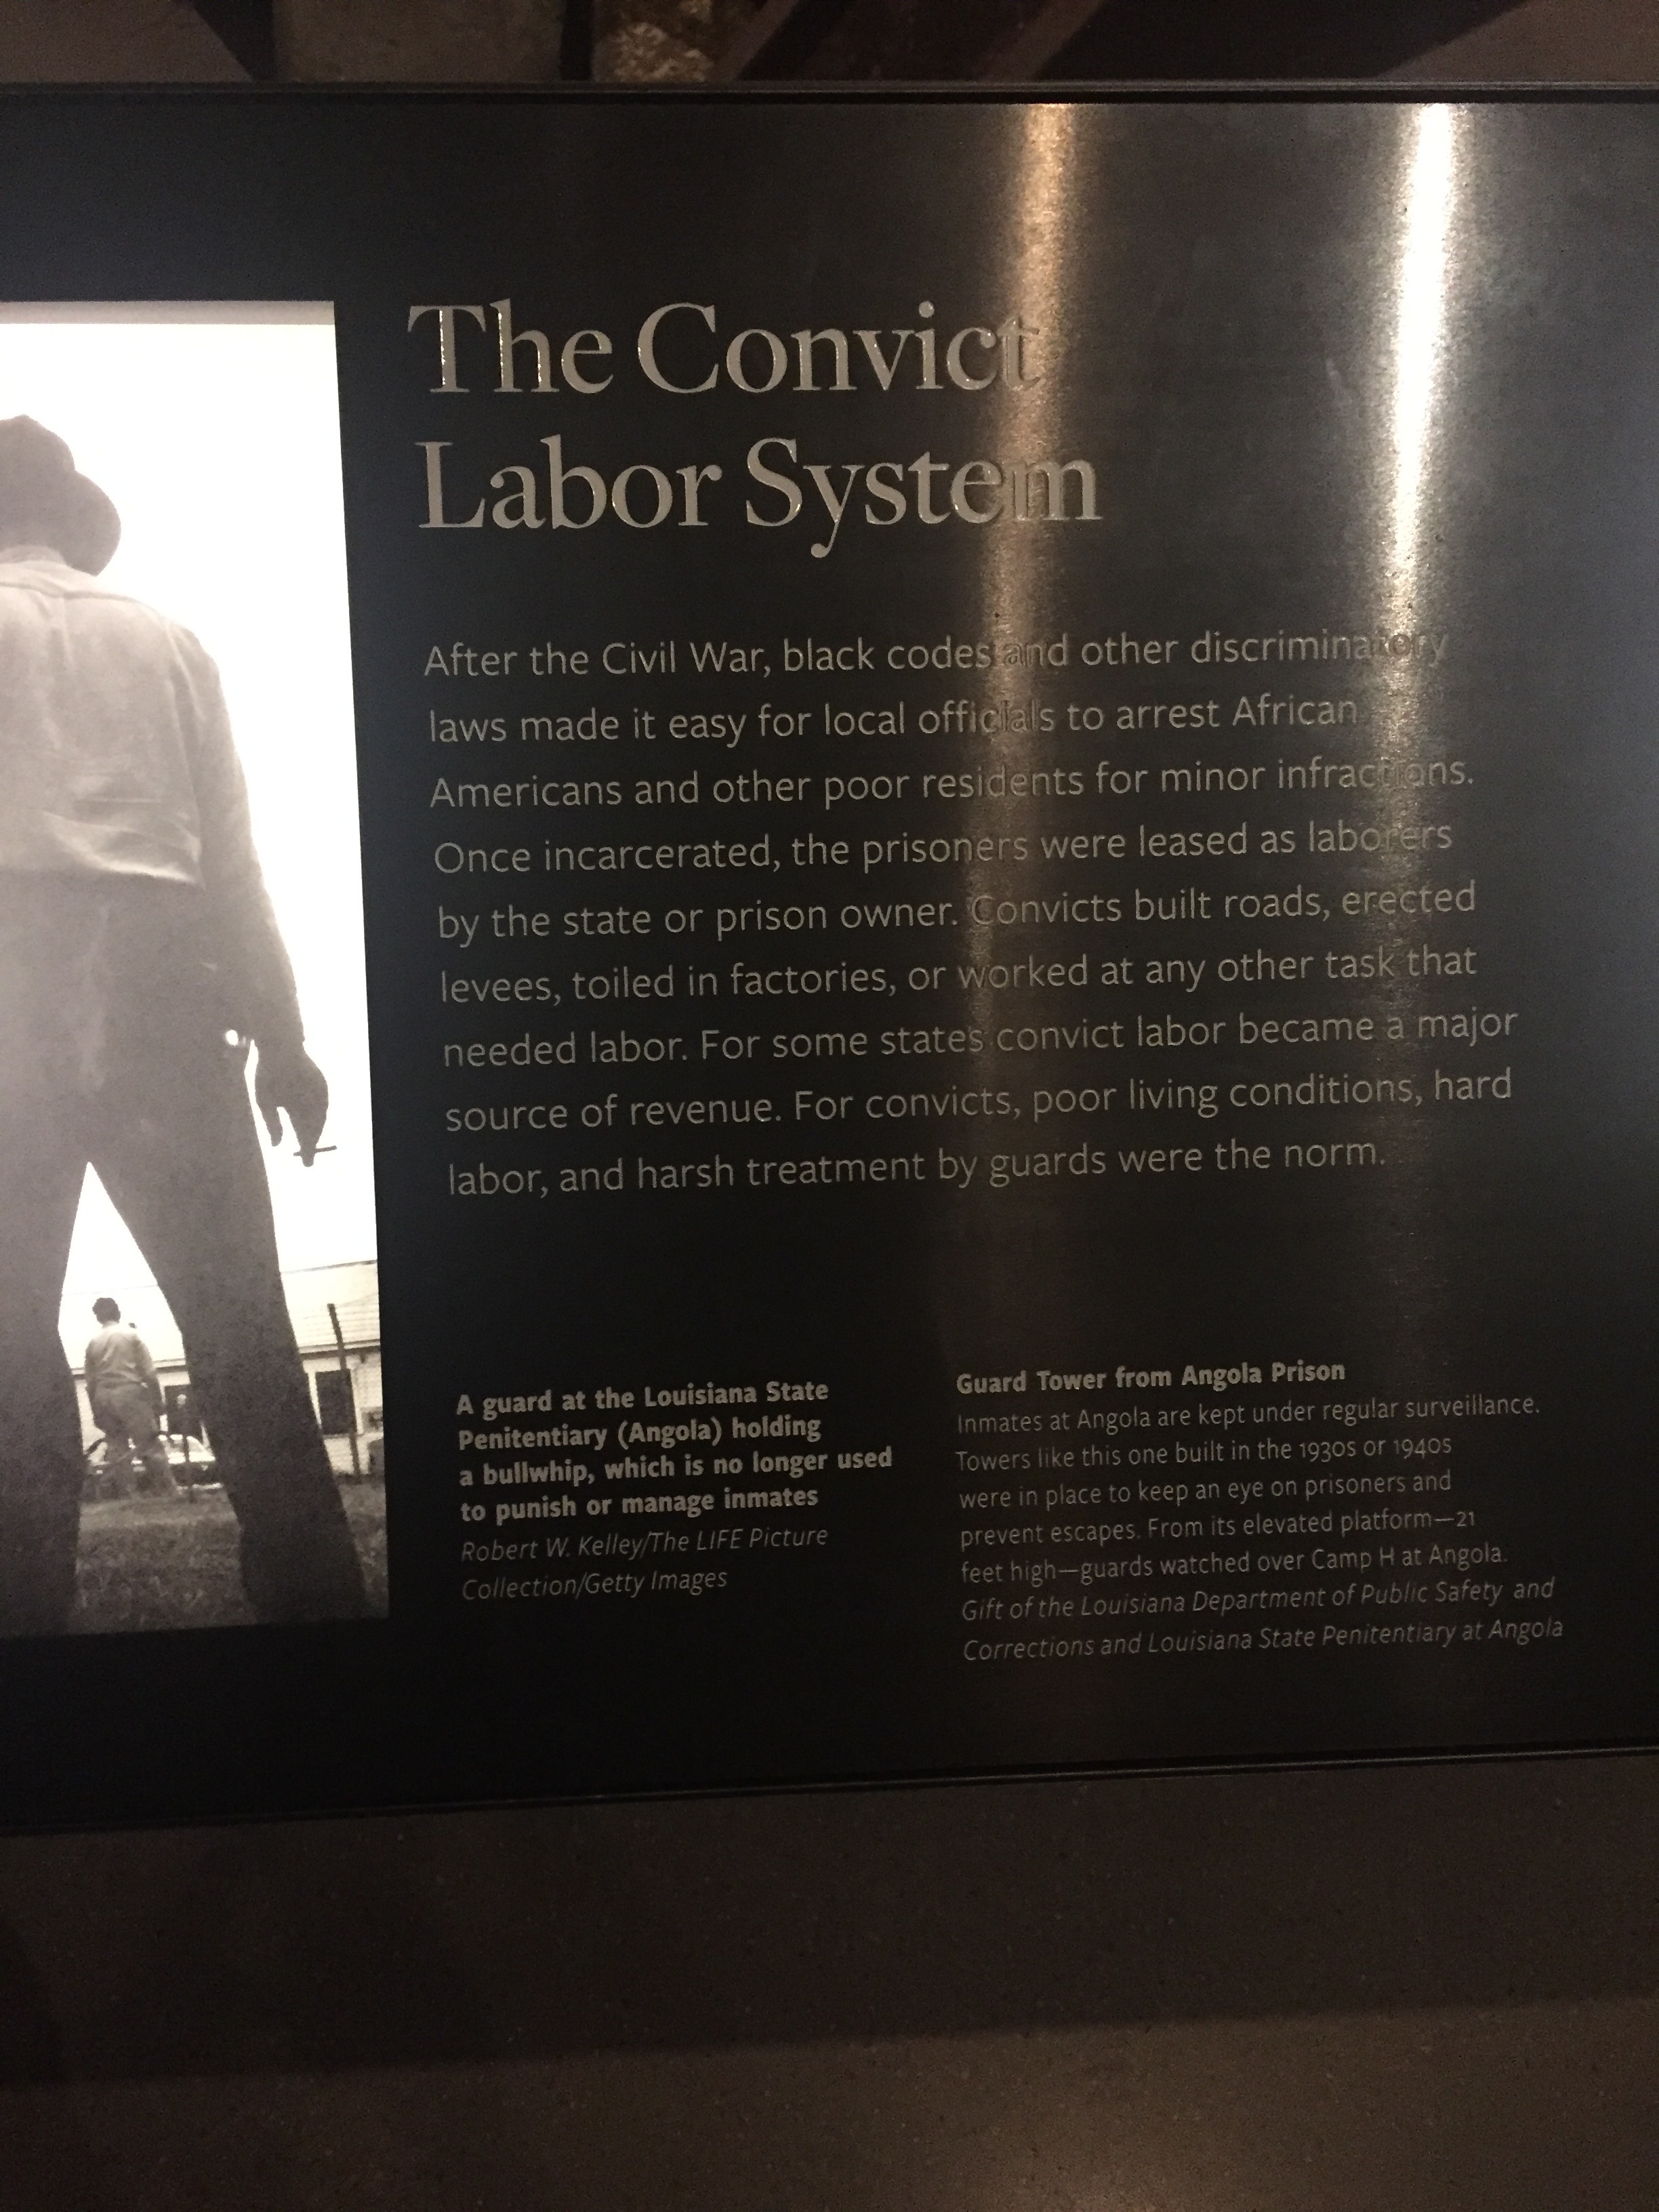 The Convict
Labor System
After the Civil War, black codes and other discriminatory
laws made it easy for local officials to arrest African
Americans and other poor residents for minor infractions.
Once incarcerated, the prisoners were leased as laborers
by the state or prison owner. Convicts built roads, erected
levees, toiled in factories, or worked at any other task that
needed labor. For some states convict labor became a major
source of revenue. For convicts, poor living conditions, hard
labor, and harsh treatment by guards were the norm.
A guard at the Louisiana State
Penitentiary (Angola) holding
a bullwhip, which is no longer used
to punish or manage inmates
Robert W. Kelley/The LIFE Picture
Collection/Getty Images
Guard Tower from Angola Prison
Inmates at Angola are kept under regular surveillance.
Towers like this one built in the 1930s or 1940s
were in place to keep an eye on prisoners and
prevent escapes. From its elevated platform—21
feet high—guards watched over Camp H at Angola.
Gift of the Louisiana Department of Public Safety and
Corrections and Louisiana State Penitentiary at Angola